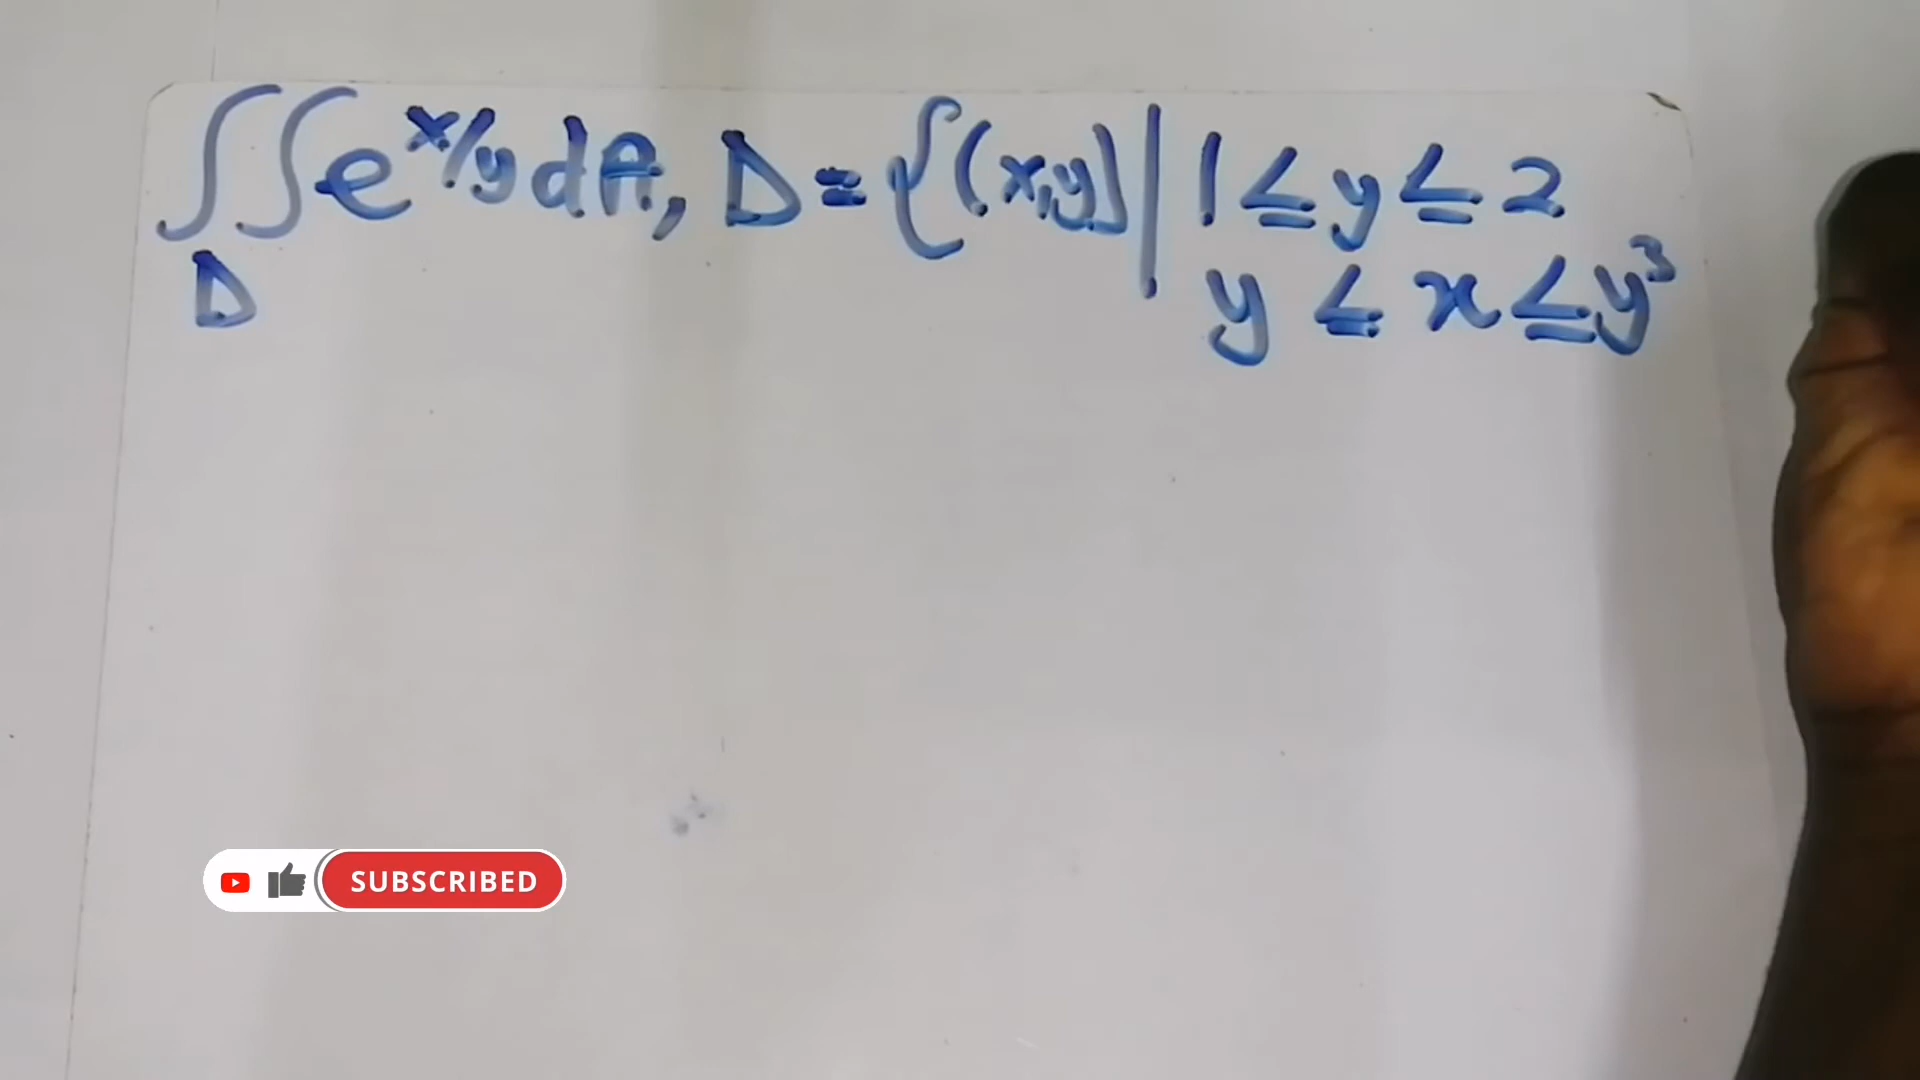 ∫∫ e^x/y dA, D = {(x,y) | 1 ≤ y ≤ 2
D
y ≤ x ≤ y³
SUBSCRIBED